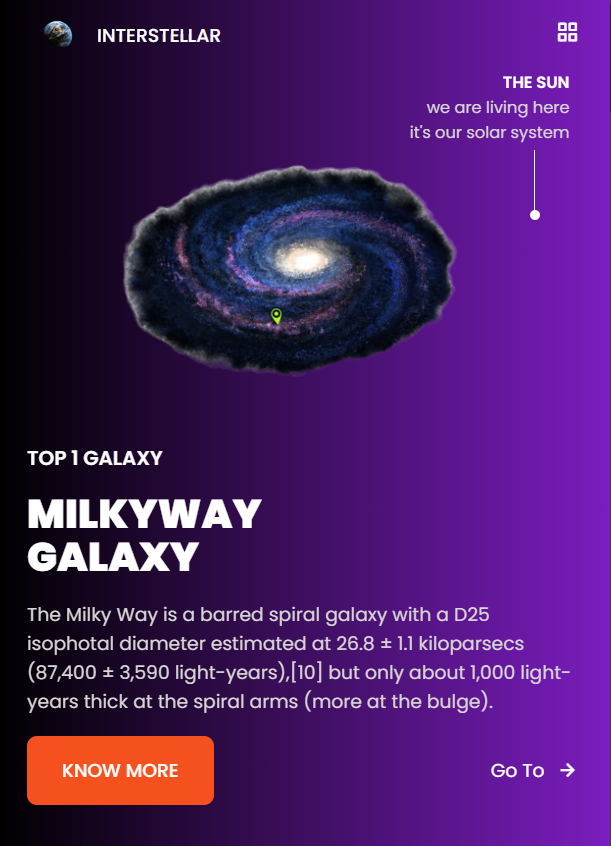 INTERSTELLAR
THE SUN
we are living here
it's our solar system
TOP 1 GALAXY
MILKYWAY
GALAXY
The Milky Way is a barred spiral galaxy with a D25
isophotal diameter estimated at 26.8 ± 1.1 kiloparsecs
(87,400 ± 3,590 light-years),[10] but only about 1,000 light-
years thick at the spiral arms (more at the bulge).
KNOW MORE
Go To